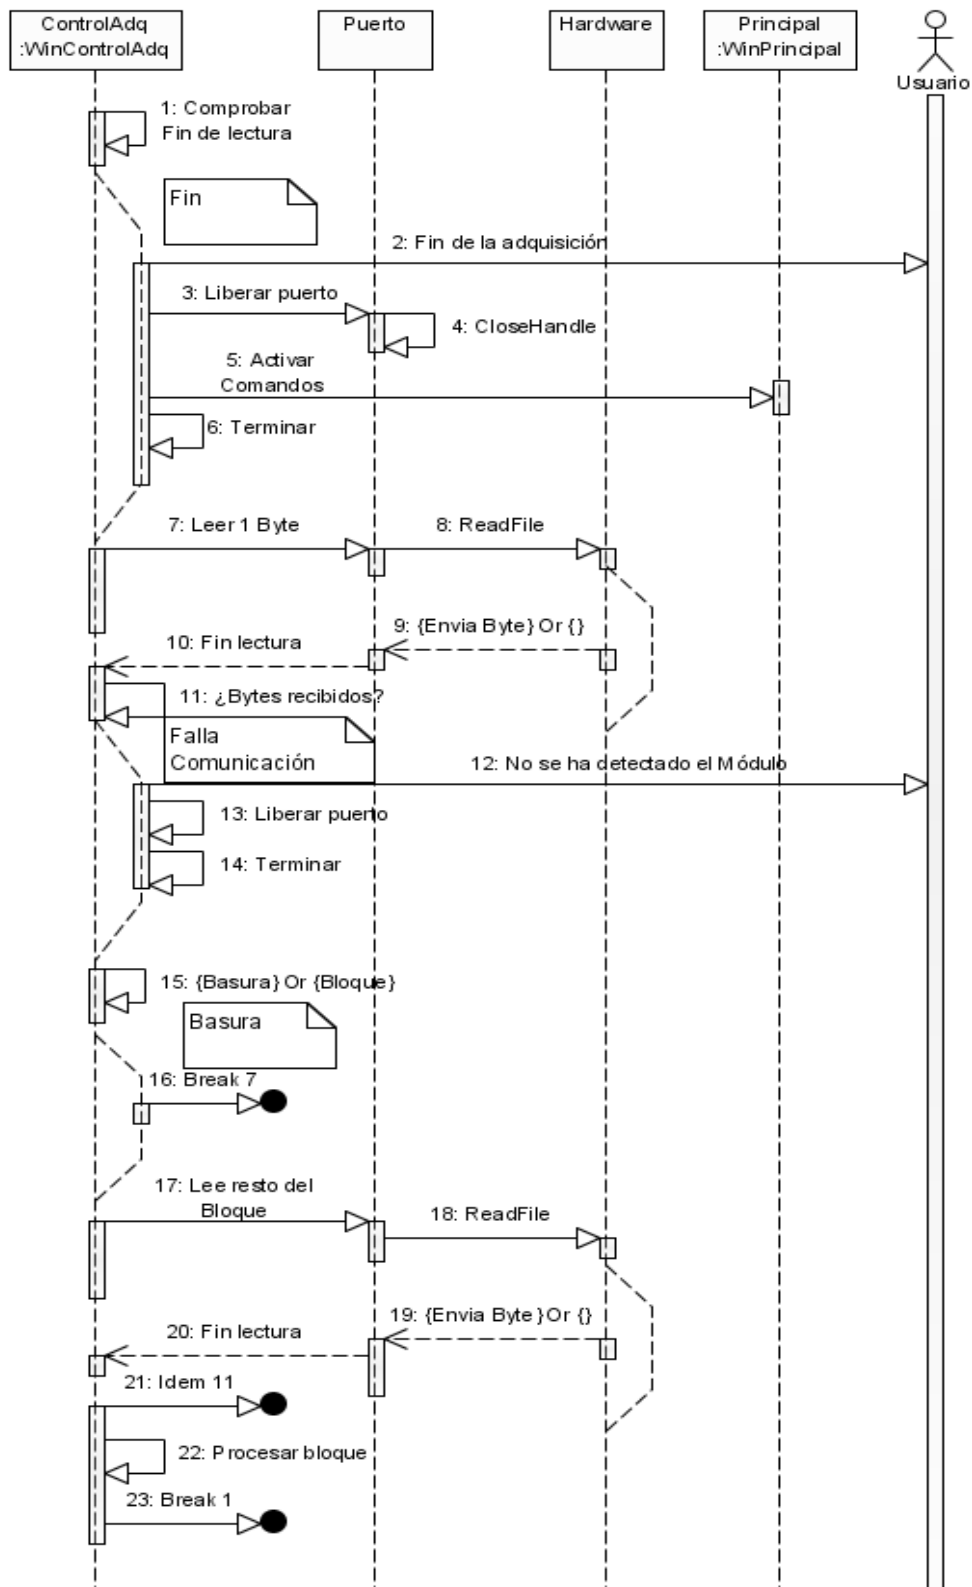 ControlAdq
:WinControlAdq
Puerto
Hardware
Principal
:WinPrincipal
Usuario
1: Comprobar
Fin de lectura
Fin
2: Fin de la adquisición
3: Liberar puerto
4: CloseHandle
5: Activar
Comandos
6: Terminar
7: Leer 1 Byte
8: ReadFile
9: {Envia Byte} Or {}
10: Fin lectura
11: ¿Bytes recibidos?
Falla
Comunicación
12: No se ha detectado el Módulo
13: Liberar puerto
14: Terminar
15: {Basura} Or {Bloque}
Basura
16: Break 7
17: Lee resto del
Bloque
18: ReadFile
19: {Envia Byte} Or {}
20: Fin lectura
21: Idem 11
22: Procesar bloque
23: Break 1